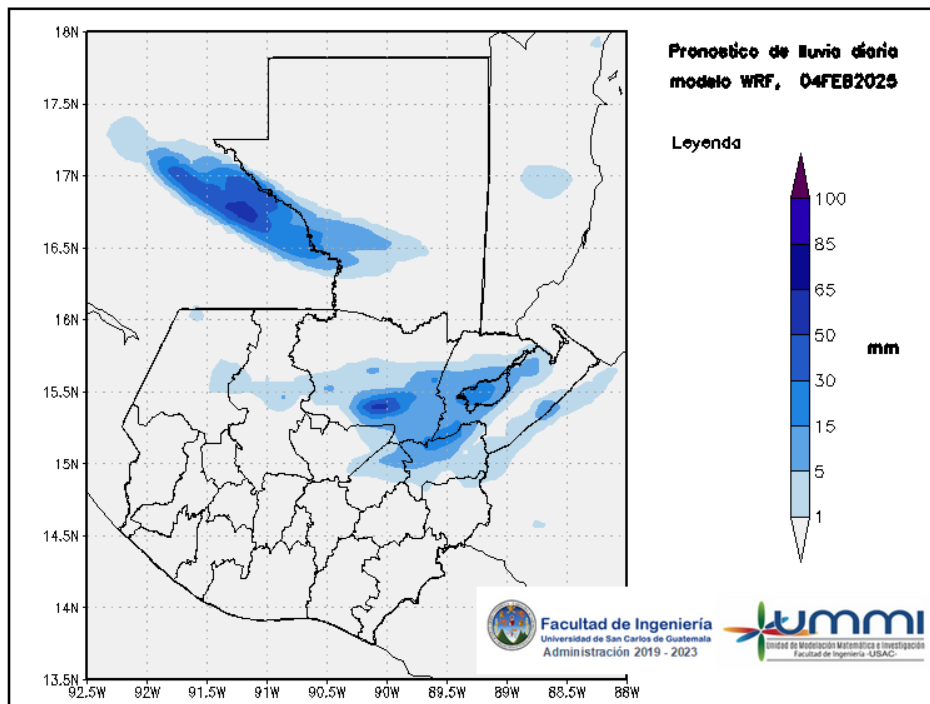 Pronostico de lluvia diaria
modelo WRF, 04FEB2025
Leyenda
100
85
65
50
30
15
5
1
mm
18N
17.5N
17N
16.5N
16N
15.5N
15N
14.5N
14N
13.5N
92.5W
92W
91.5W
91W
90.5W
90W
89.5W
89W
88.5W
88W
Facultad de Ingeniería
Universidad de San Carlos de Guatemala
Administración 2019 - 2023
ummi
Unidad de Modelación Matemática e Investigación
Facultad de Ingeniería -USAC-